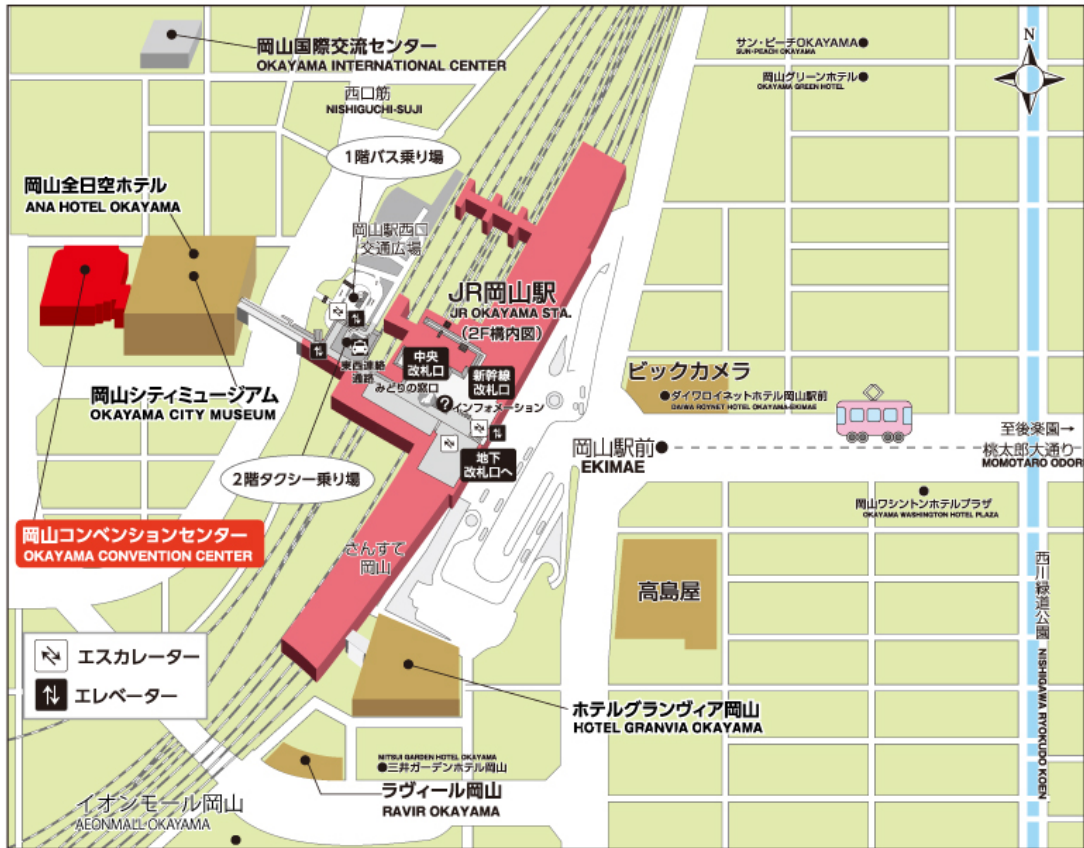 岡山国際交流センター
OKAYAMA INTERNATIONAL CENTER
西口筋
NISHIGUCHI-SUJI
サン・ピーチOKAYAMA
SUN-PEACH OKAYAMA
岡山グリーンホテル
OKAYAMA GREEN HOTEL
N
1階バス乗り場
岡山全日空ホテル
ANA HOTEL OKAYAMA
岡山駅西口
交通広場
JR岡山駅
JR OKAYAMA STA.
(2F構内図)
中央
改札口
新幹線
改札口
東西連絡
通路
みどりの窓口
?インフォメーション
地下
改札口へ
ビックカメラ
ダイワロイネットホテル岡山駅前
DAIWA ROYNET HOTEL OKAYAMA-EKIMAE
岡山シティミュージアム
OKAYAMA CITY MUSEUM
岡山駅前
EKIMAE
至後楽園→
桃太郎大通り
MOMOTARO ODORI
2階タクシー乗り場
岡山ワシントンホテルプラザ
OKAYAMA WASHINGTON HOTEL PLAZA
岡山コンベンションセンター
OKAYAMA CONVENTION CENTER
さんすて
岡山
高島屋
西川緑道公園
NISHIGAWA RYOKUDO KOEN
エスカレーター
エレベーター
ホテルグランヴィア岡山
HOTEL GRANVIA OKAYAMA
MITSUI GARDEN HOTEL OKAYAMA
三井ガーデンホテル岡山
ラヴィール岡山
RAVIR OKAYAMA
イオンモール岡山
AEONMALL OKAYAMA